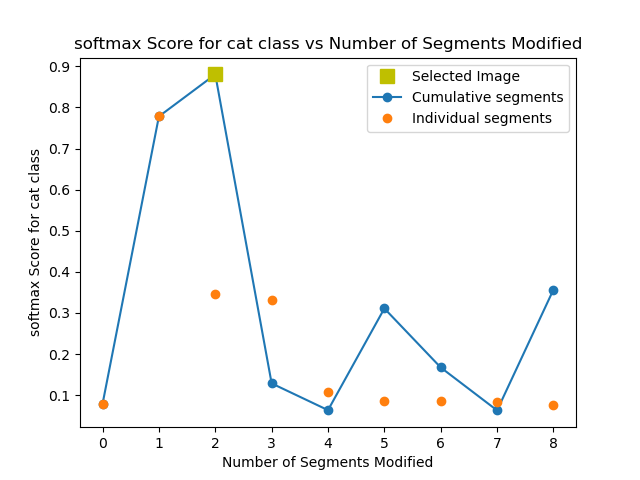 softmax Score for cat class vs Number of Segments Modified
Selected Image
Cumulative segments
Individual segments
softmax Score for cat class
0.9
0.8
0.7
0.6
0.5
0.4
0.3
0.2
0.1
0 1 2 3 4 5 6 7 8
Number of Segments Modified